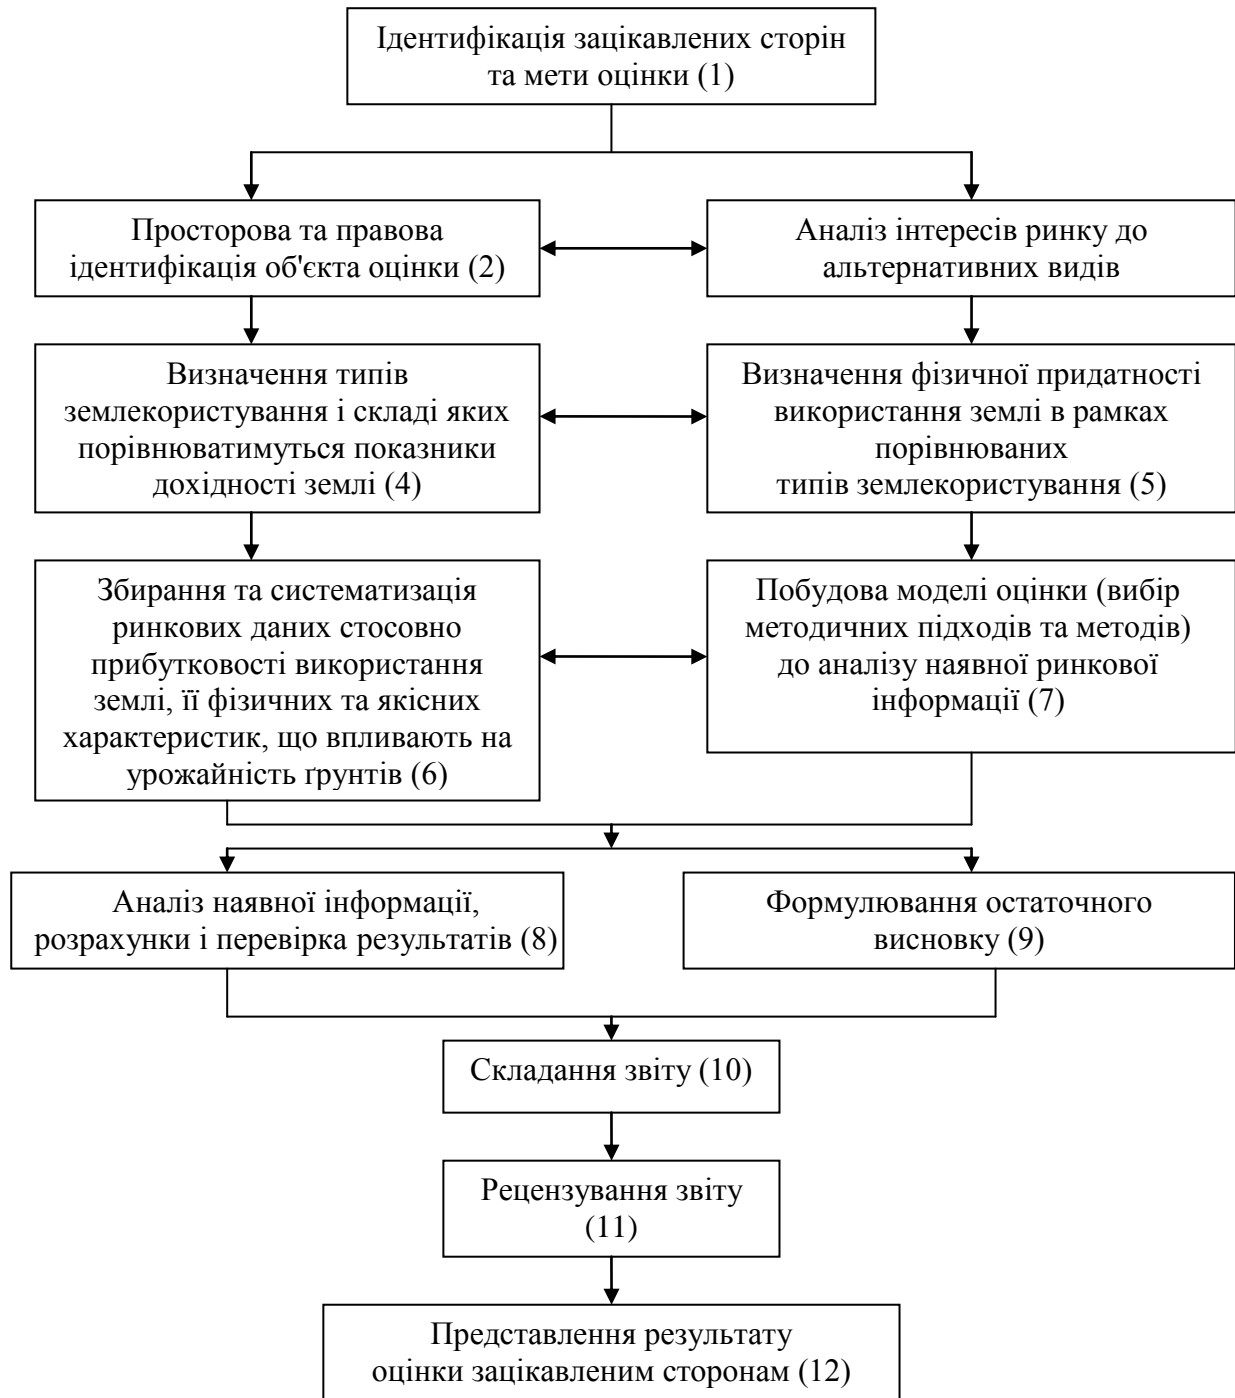 Ідентифікація зацікавлених сторін
та мети оцінки (1)
Просторова та правова
ідентифікація об'єкта оцінки (2)
Аналіз інтересів ринку до
альтернативних видів
Визначення типів
землекористування і складі яких
порівнюватимуться показники
дохідності землі (4)
Визначення фізичної придатності
використання землі в рамках
порівнюваних
типів землекористування (5)
Збирання та систематизація
ринкових даних стосовно
прибутковості використання
землі, її фізичних та якісних
характеристик, що впливають на
урожайність ґрунтів (6)
Побудова моделі оцінки (вибір
методичних підходів та методів)
до аналізу наявної ринкової
інформації (7)
Аналіз наявної інформації,
розрахунки і перевірка результатів (8)
Формулювання остаточного
висновку (9)
Складання звіту (10)
Рецензування звіту
(11)
Представлення результату
оцінки зацікавленим сторонам (12)